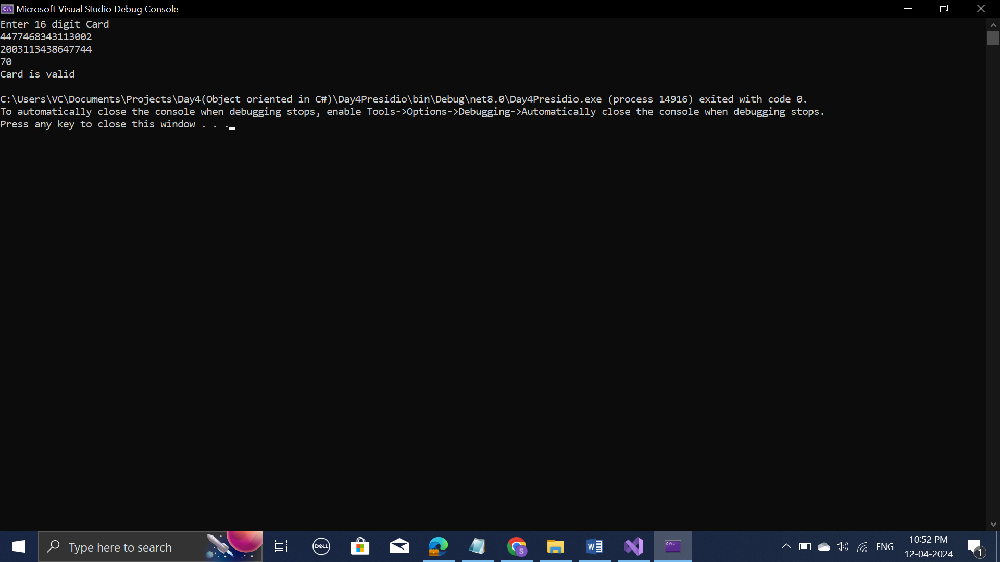 Microsoft Visual Studio Debug Console
Enter 16 digit Card
4477468343113002
2003113438647744
70
Card is valid
C:\Users\VC\Documents\Projects\Day4(Object oriented in C#)\Day4Presidio\bin\Debug\net8.0\Day4Presidio.exe (process 14916) exited with code 0.
To automatically close the console when debugging stops, enable Tools->Options->Debugging->Automatically close the console when debugging stops.
Press any key to close this window . . .
Type here to search
DELL
S
W
C:\_
ENG
10:52 PM
12-04-2024
1